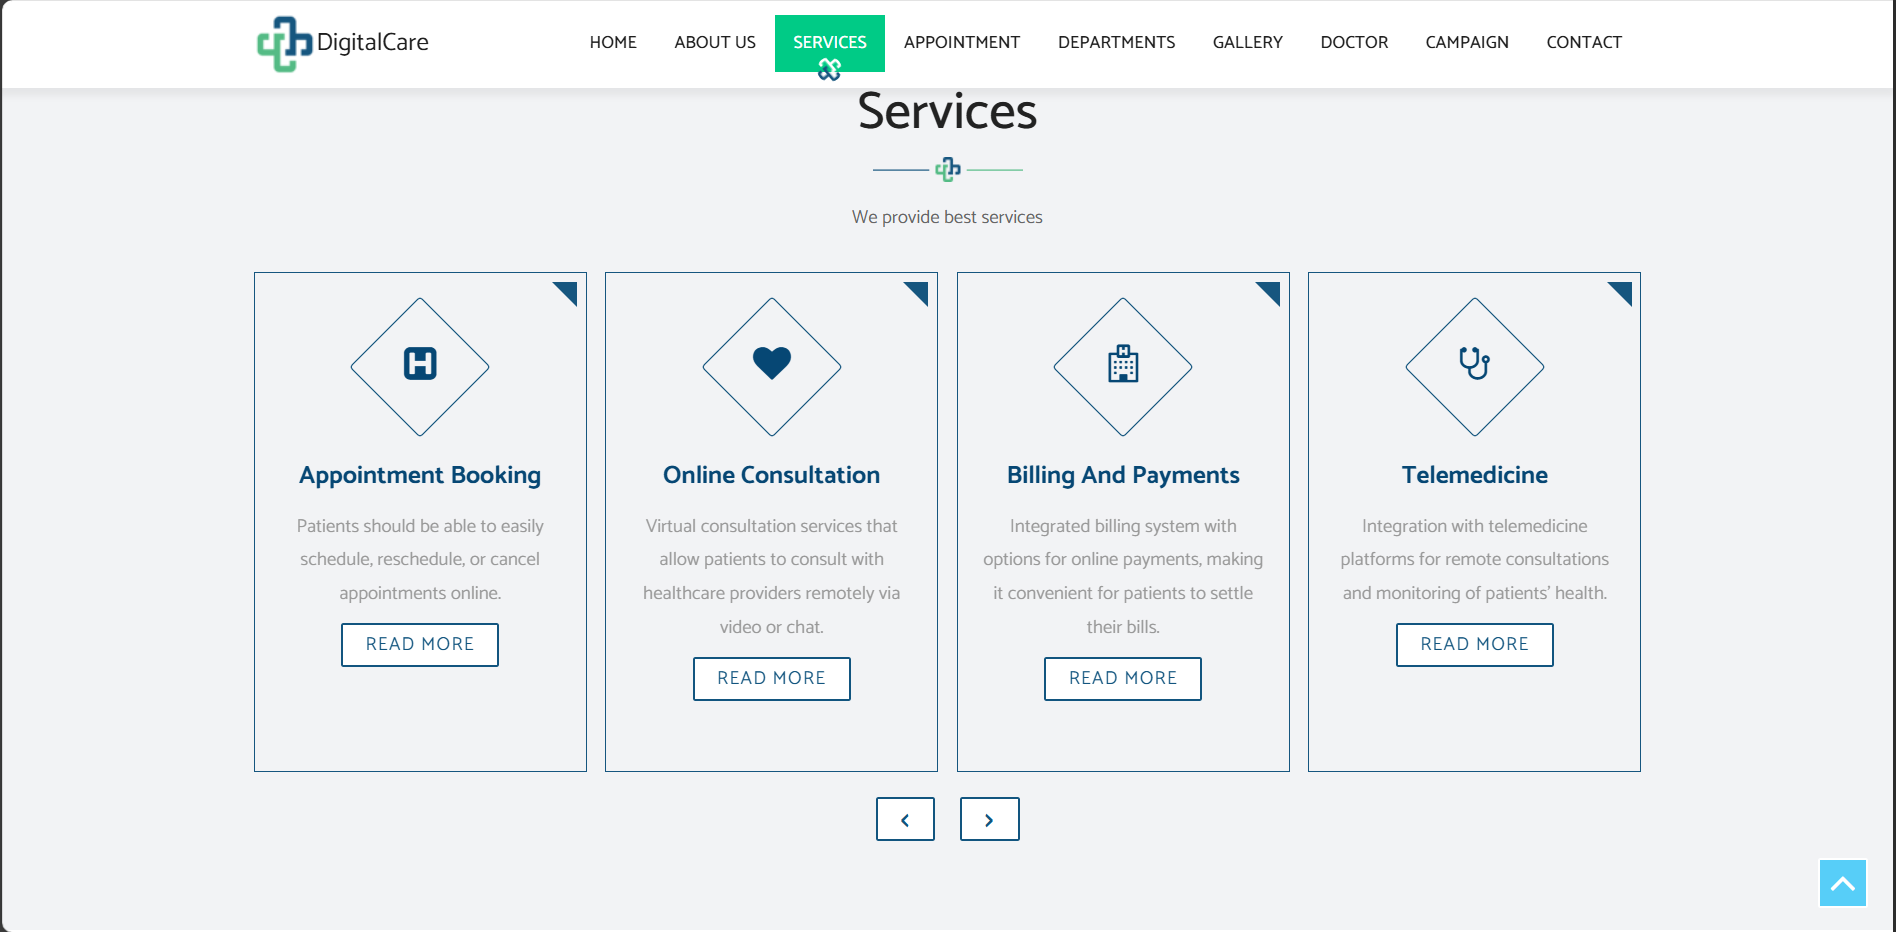 DigitalCare
HOME ABOUT US SERVICES APPOINTMENT DEPARTMENTS GALLERY DOCTOR CAMPAIGN CONTACT
Services
We provide best services
H
Appointment Booking
Patients should be able to easily
schedule, reschedule, or cancel
appointments online.
READ MORE
Online Consultation
Virtual consultation services that
allow patients to consult with
healthcare providers remotely via
video or chat.
READ MORE
H
Billing And Payments
Integrated billing system with
options for online payments, making
it convenient for patients to settle
their bills.
READ MORE
Telemedicine
Integration with telemedicine
platforms for remote consultations
and monitoring of patients’ health.
READ MORE